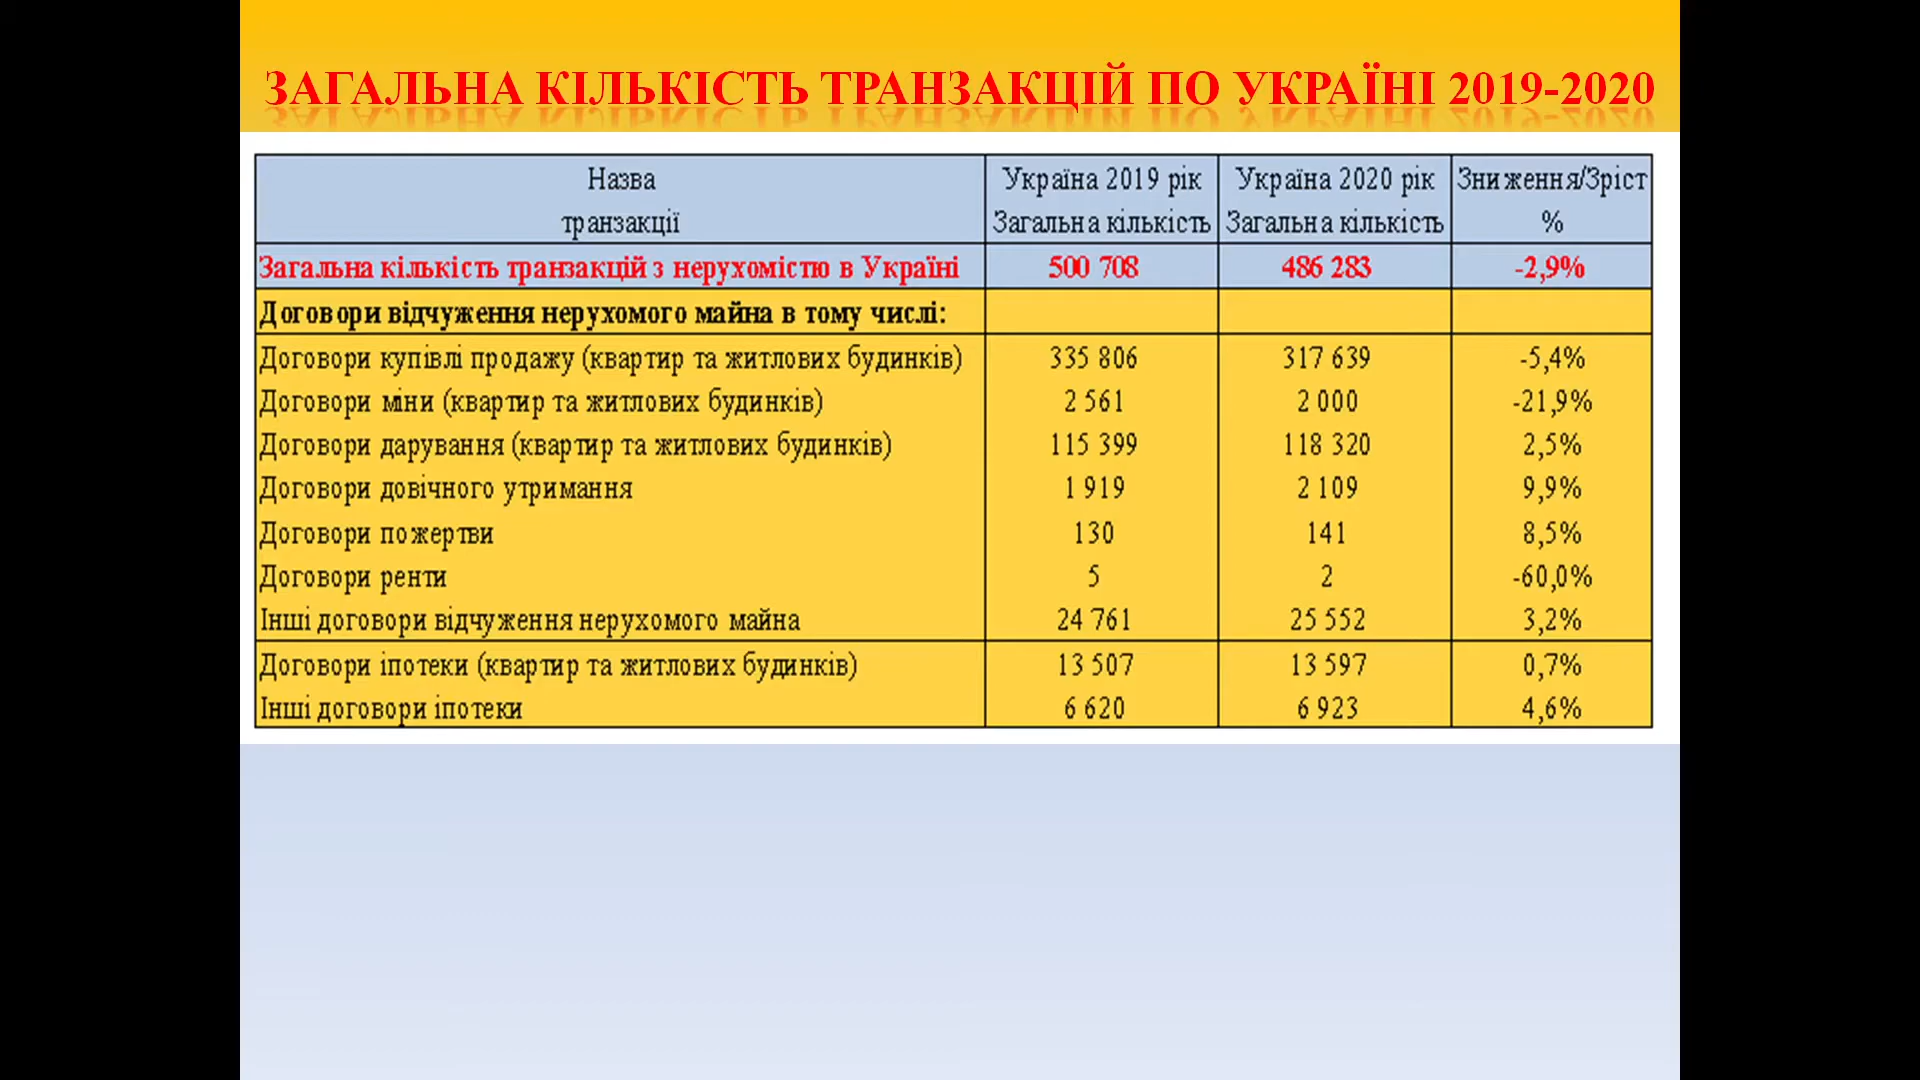 ЗАГАЛЬНА КІЛЬКІСТЬ ТРАНЗАКЦІЙ ПО УКРАЇНІ 2019-2020
Назва транзакції Україна 2019 рік Загальна кількість Україна 2020 рік Загальна кількість Зниження/Зріст %
Загальна кількість транзакцій з нерухомістю в Україні 500 708 486 283 -2,9%
Договори відчуження нерухомого майна в тому числі:
Договори купівлі продажу (квартир та житлових будинків) 335 806 317 639 -5,4%
Договори міни (квартир та житлових будинків) 2 561 2 000 -21,9%
Договори дарування (квартир та житлових будинків) 115 399 118 320 2,5%
Договори довічного утримання 1 919 2 109 9,9%
Договори пожертви 130 141 8,5%
Договори ренти 5 2 -60,0%
Інші договори відчуження нерухомого майна 24 761 25 552 3,2%
Договори іпотеки (квартир та житлових будинків) 13 507 13 597 0,7%
Інші договори іпотеки 6 620 6 923 4,6%